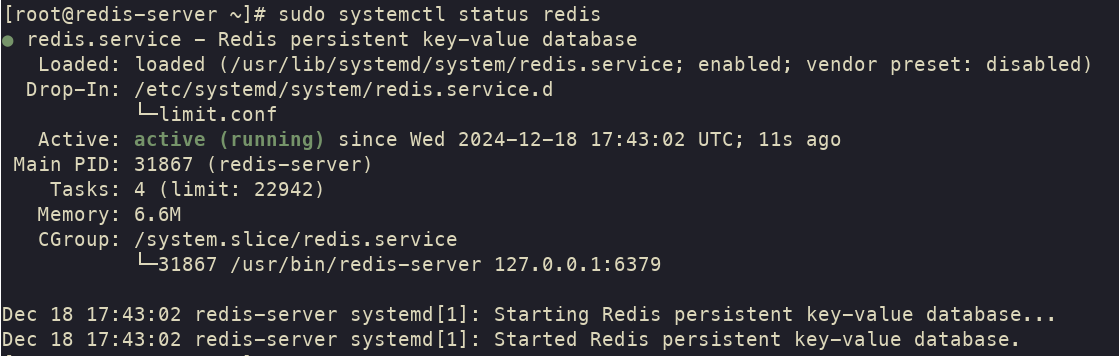 [root@redis-server ~]# sudo systemctl status redis
● redis.service - Redis persistent key-value database
   Loaded: loaded (/usr/lib/systemd/system/redis.service; enabled; vendor preset: disabled)
  Drop-In: /etc/systemd/system/redis.service.d
           └─limit.conf
   Active: active (running) since Wed 2024-12-18 17:43:02 UTC; 11s ago
 Main PID: 31867 (redis-server)
    Tasks: 4 (limit: 22942)
   Memory: 6.6M
   CGroup: /system.slice/redis.service
           └─31867 /usr/bin/redis-server 127.0.0.1:6379

Dec 18 17:43:02 redis-server systemd[1]: Starting Redis persistent key-value database...
Dec 18 17:43:02 redis-server systemd[1]: Started Redis persistent key-value database.